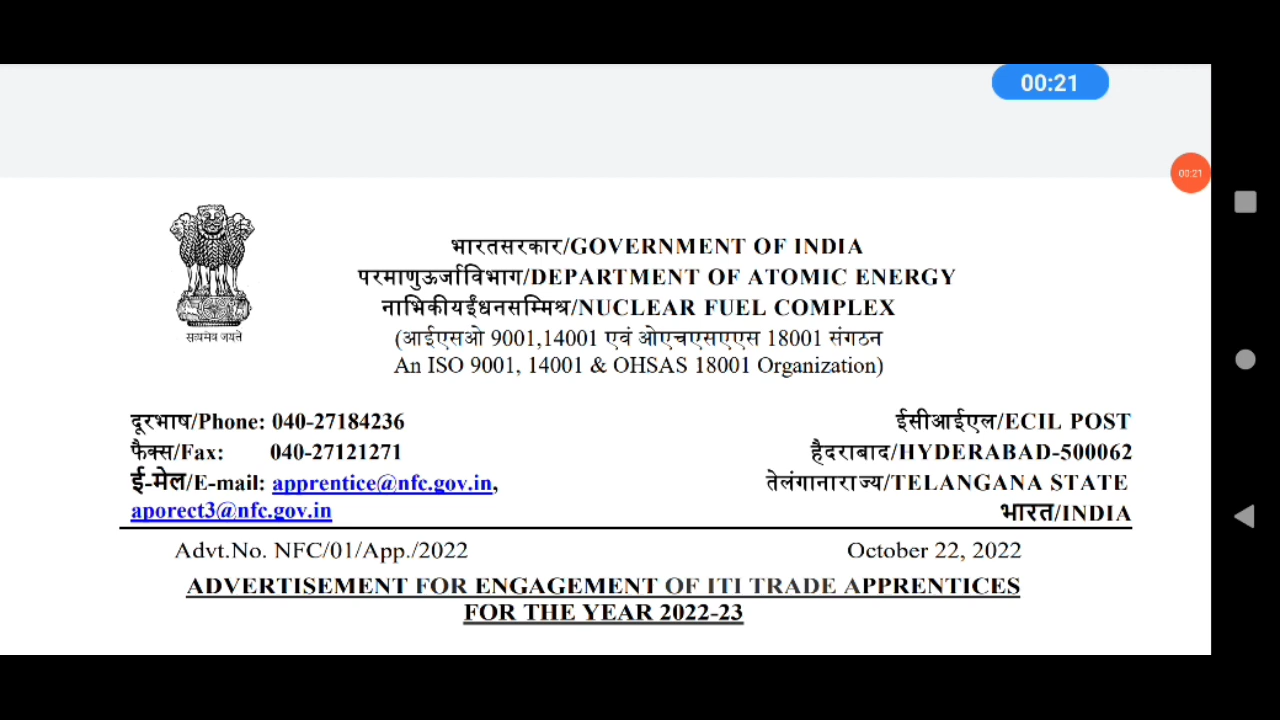 00:21
00:21
भारतसरकार/GOVERNMENT OF INDIA
परमाणुऊर्जाविभाग/DEPARTMENT OF ATOMIC ENERGY
नाभिकीयईंधनसम्मिश्र/NUCLEAR FUEL COMPLEX
(आईएसओ 9001,14001 एवं ओएचएसएएस 18001 संगठन
An ISO 9001, 14001 & OHSAS 18001 Organization)
सत्यमेव जयते
दूरभाष/Phone: 040-27184236
फैक्स/Fax: 040-27121271
ई-मेल/E-mail: apprentice@nfc.gov.in,
aporect3@nfc.gov.in
ईसीआईएल/ECIL POST
हैदराबाद/HYDERABAD-500062
तेलंगानाराज्य/TELANGANA STATE
भारत/INDIA
Advt.No. NFC/01/App./2022
October 22, 2022
ADVERTISEMENT FOR ENGAGEMENT OF ITI TRADE APPRENTICES
FOR THE YEAR 2022-23